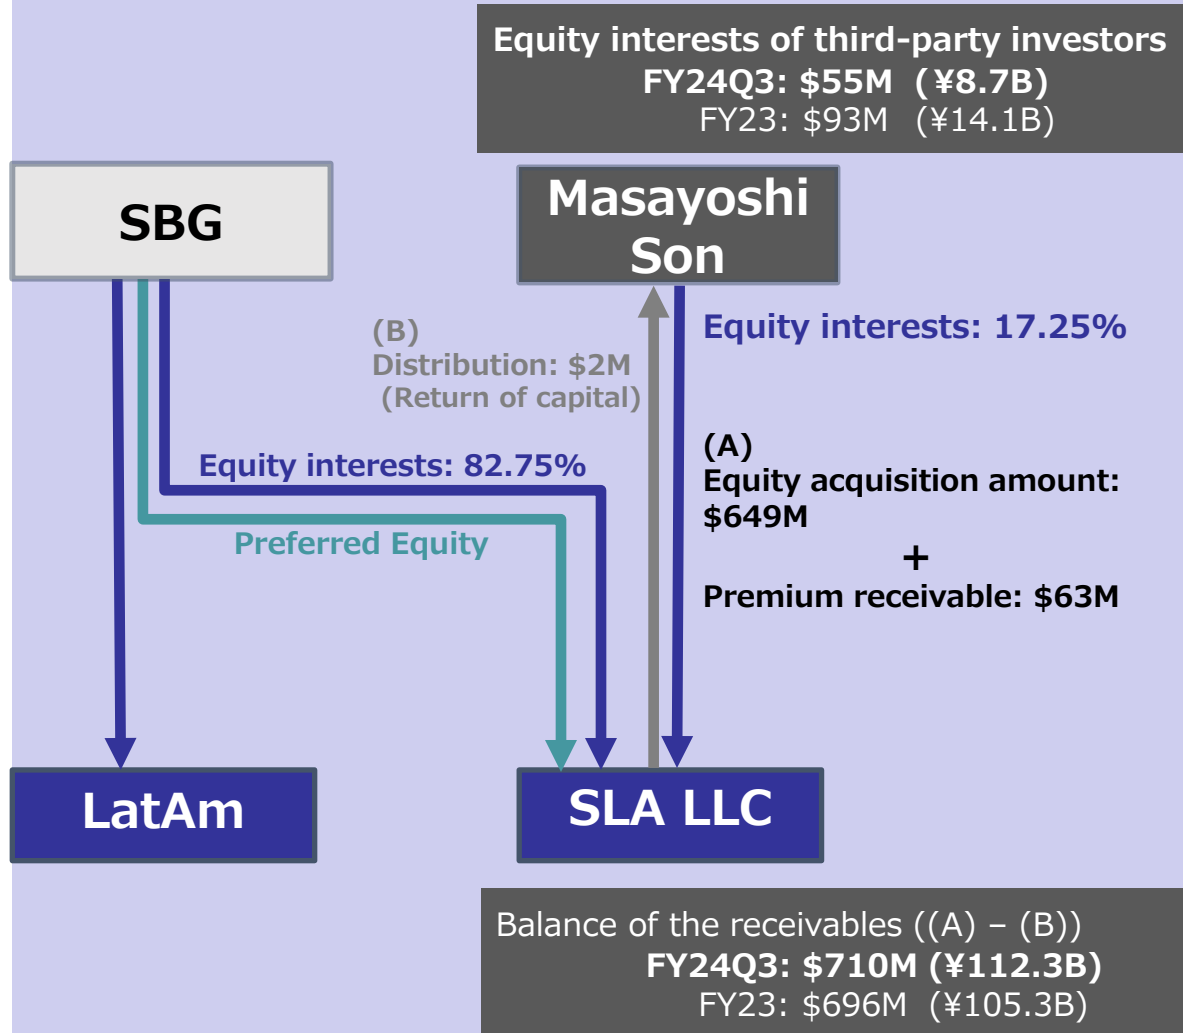 Equity interests of third-party investors
FY24Q3: $55M (¥8.7B)
FY23: $93M (¥14.1B)
SBG
Masayoshi
Son
(B)
Distribution: $2M
(Return of capital)
Equity interests: 17.25%
(A)
Equity acquisition amount:
$649M
+
Premium receivable: $63M
Equity interests: 82.75%
Preferred Equity
LatAm
SLA LLC
Balance of the receivables ((A) – (B))
FY24Q3: $710M (¥112.3B)
FY23: $696M (¥105.3B)